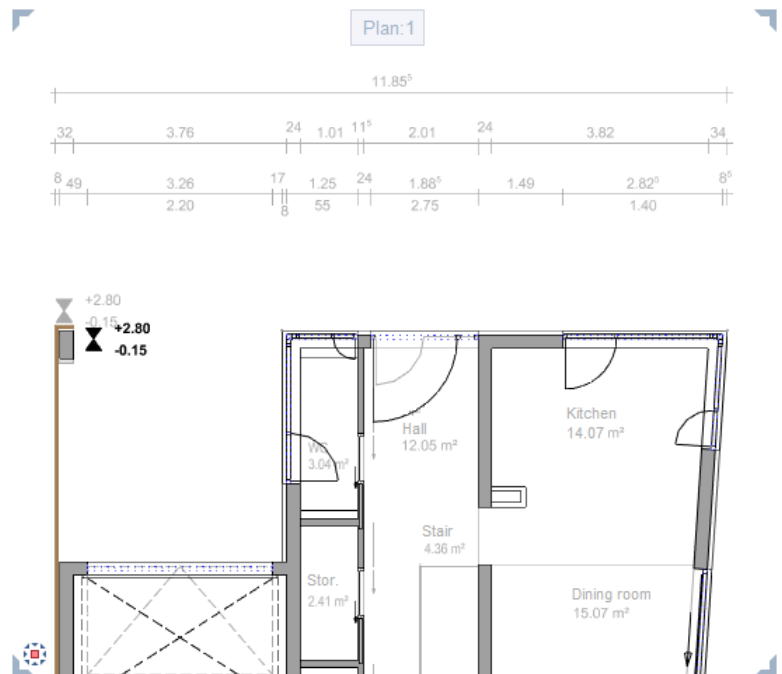 Plan:1
11.85⁵
32 3.76 24 1.01 11⁵ 2.01 24 3.82 34
8 49 3.26 17 1.25 24 1.88⁵ 1.49 2.82⁵ 8⁵
2.20 8 55 2.75 1.40
+2.80
-0.15
+2.80
-0.15
Kitchen
14.07 m²
Hall
12.05 m²
WC
3.04 m²
Stair
4.36 m²
Stor.
2.41 m²
Dining room
15.07 m²